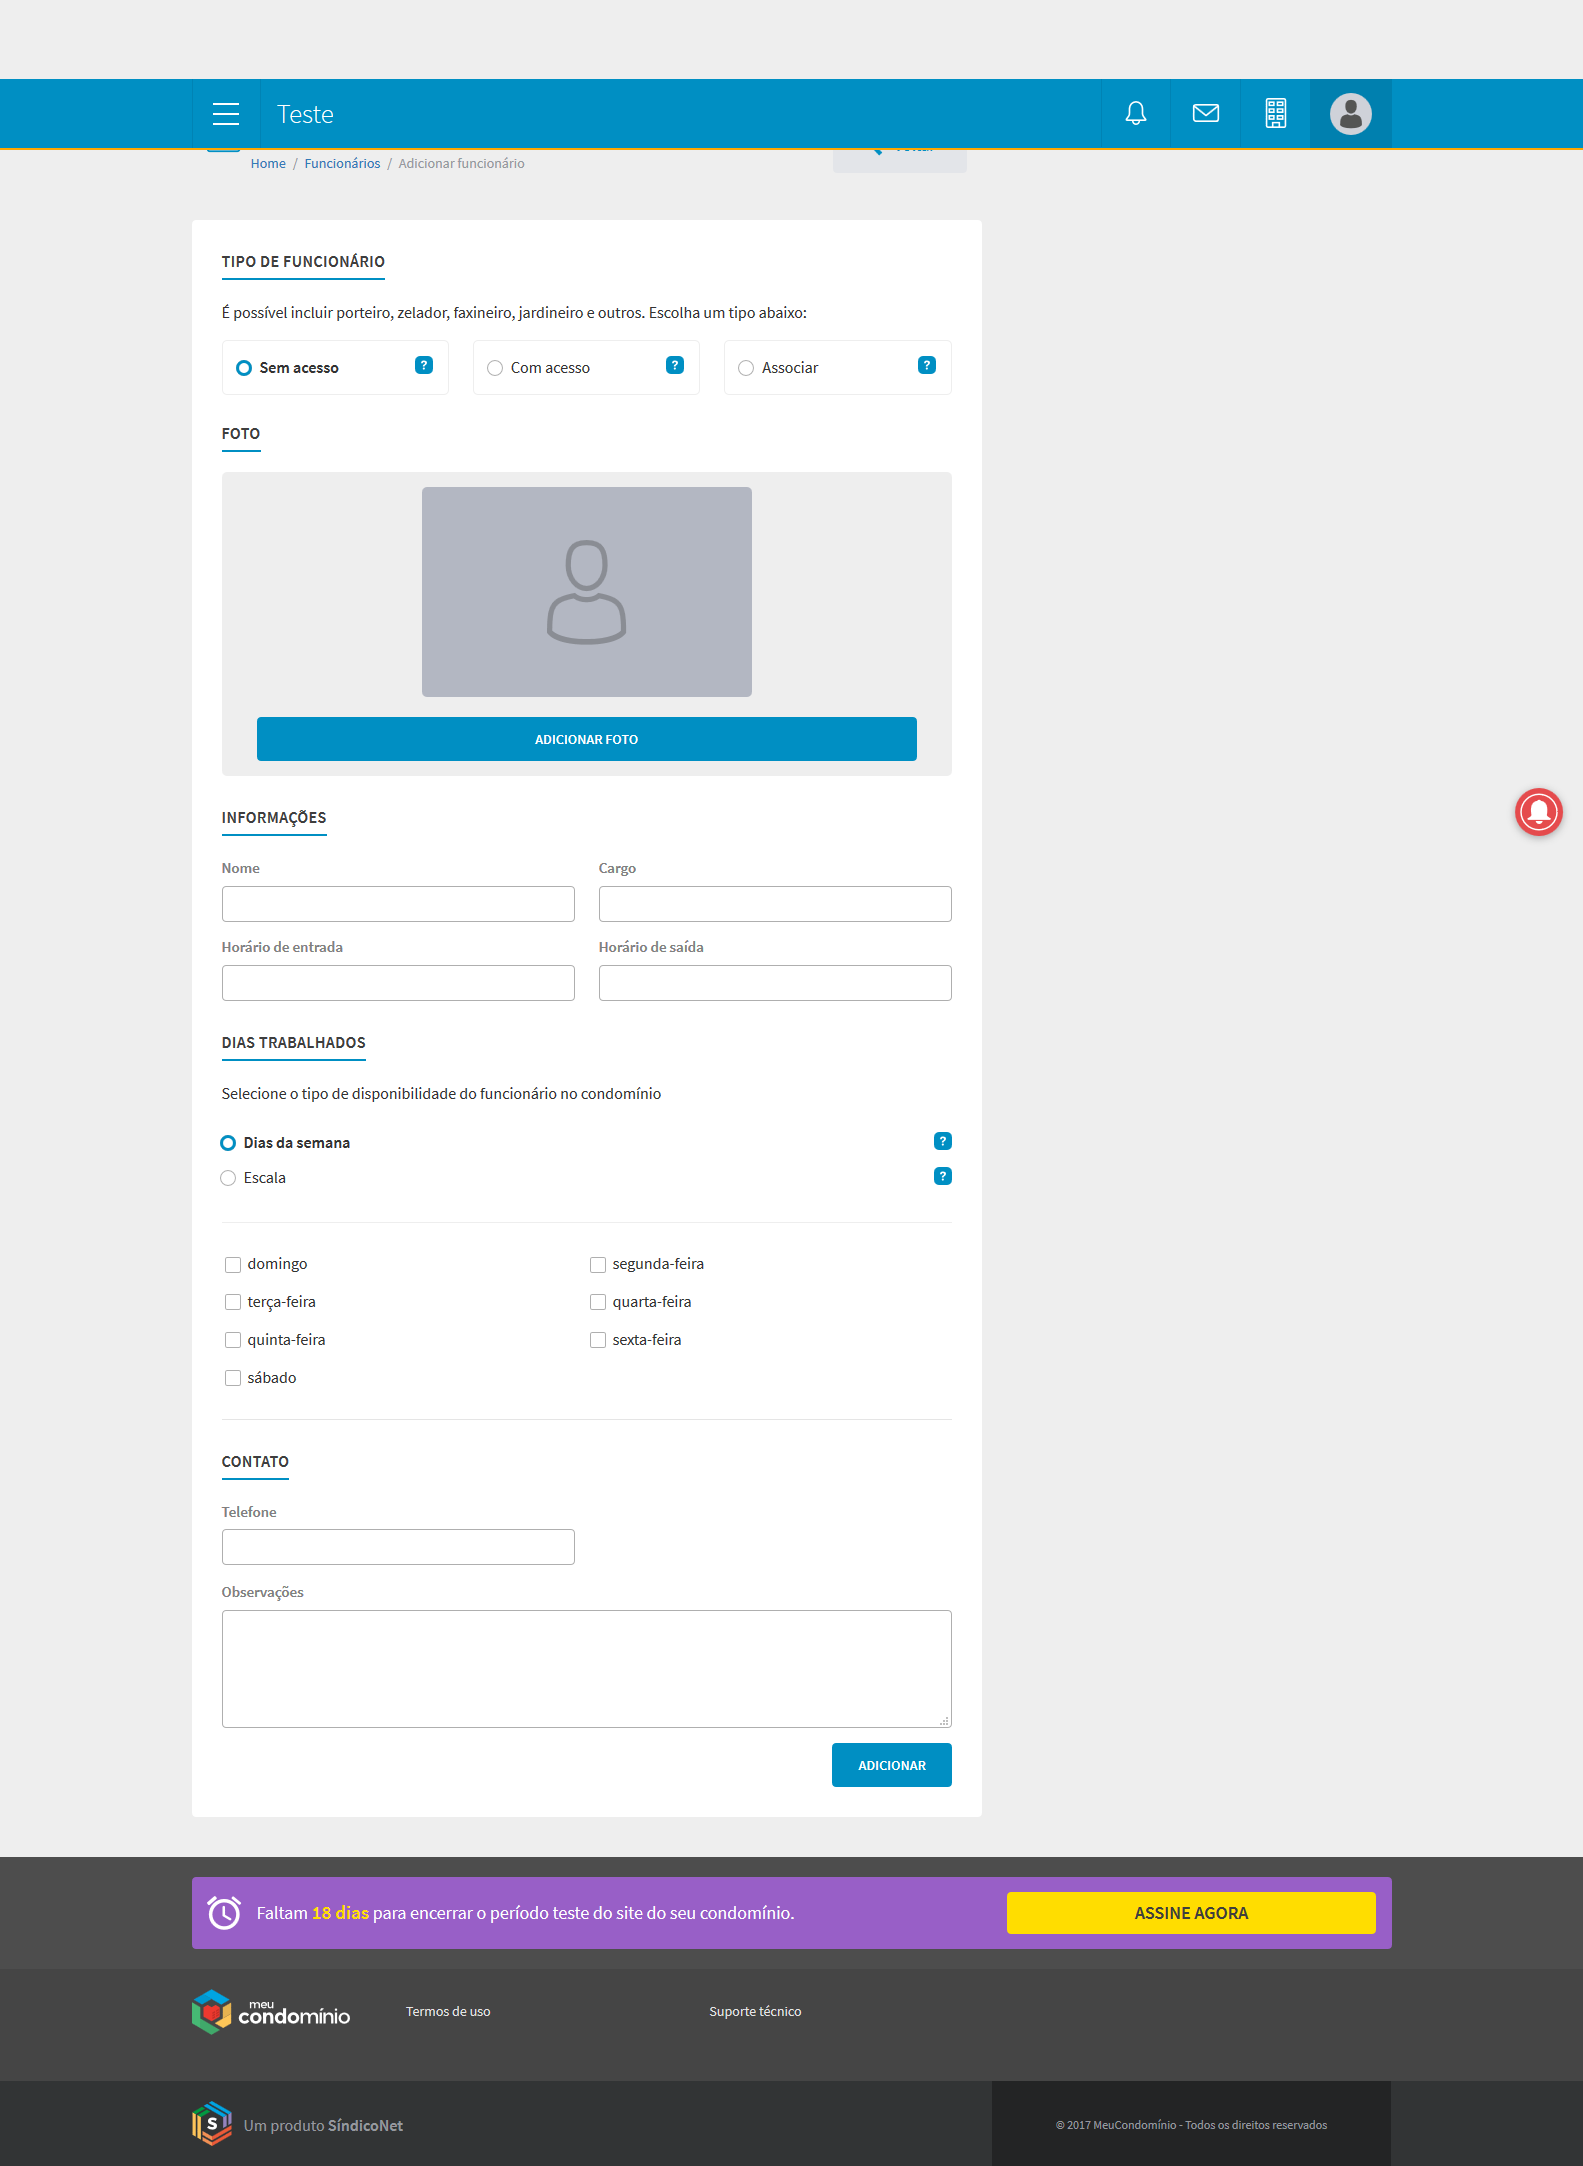 Teste
Home / Funcionários / Adicionar funcionário
TIPO DE FUNCIONÁRIO
É possível incluir porteiro, zelador, faxineiro, jardineiro e outros. Escolha um tipo abaixo:
Sem acesso ?
Com acesso ?
Associar ?
FOTO
ADICIONAR FOTO
INFORMAÇÕES
Nome
Cargo
Horário de entrada
Horário de saída
DIAS TRABALHADOS
Selecione o tipo de disponibilidade do funcionário no condomínio
Dias da semana ?
Escala ?
domingo
segunda-feira
terça-feira
quarta-feira
quinta-feira
sexta-feira
sábado
CONTATO
Telefone
Observações
ADICIONAR
Faltam 18 dias para encerrar o período teste do site do seu condomínio.
ASSINE AGORA
meu
condomínio
Termos de uso
Suporte técnico
S
Um produto SíndicoNet
© 2017 MeuCondomínio - Todos os direitos reservados